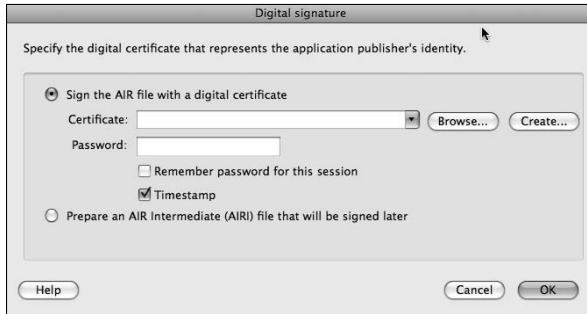 Digital signature
Specify the digital certificate that represents the application publisher's identity.
Sign the AIR file with a digital certificate
Certificate: Browse... Create...
Password:
Remember password for this session
Timestamp
Prepare an AIR Intermediate (AIRI) file that will be signed later
Help Cancel OK